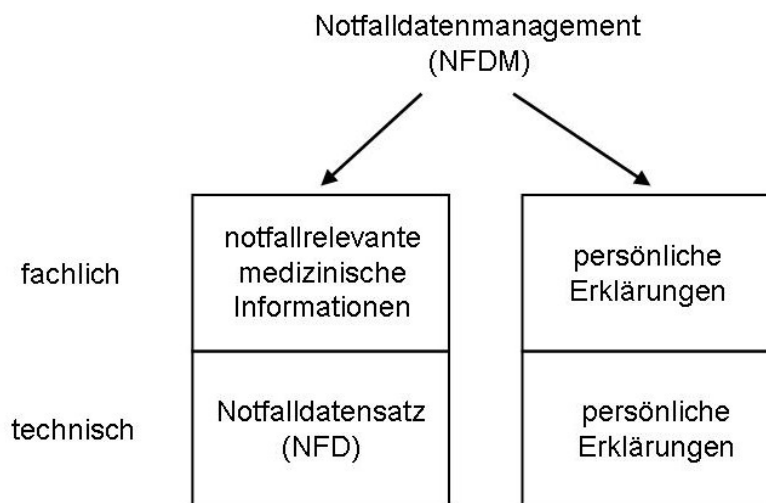 Notfalldatenmanagement
(NFDM)
fachlich
notfallrelevante
medizinische
Informationen
persönliche
Erklärungen
technisch
Notfalldatensatz
(NFD)
persönliche
Erklärungen